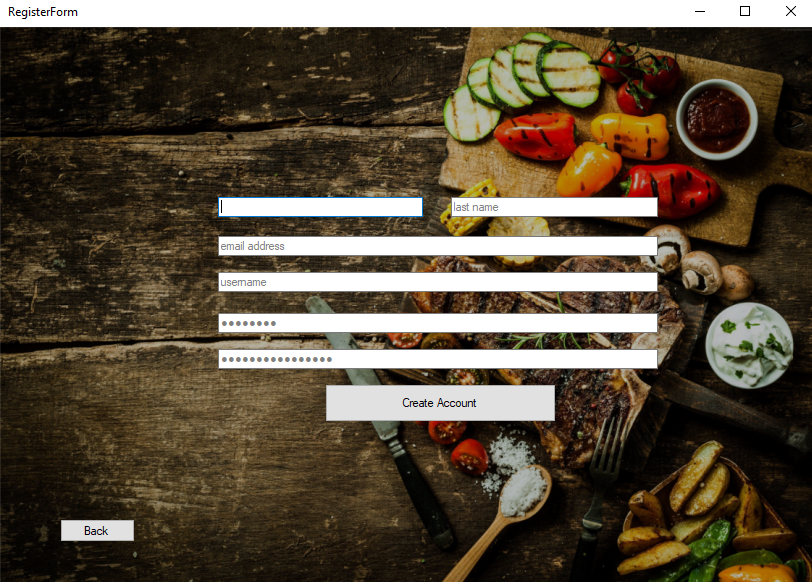 RegisterForm
last name
email address
username
••••••••
••••••••••••••••
Create Account
Back